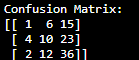 Confusion Matrix:
[[ 1  6 15]
 [ 4 10 23]
 [ 2 12 36]]